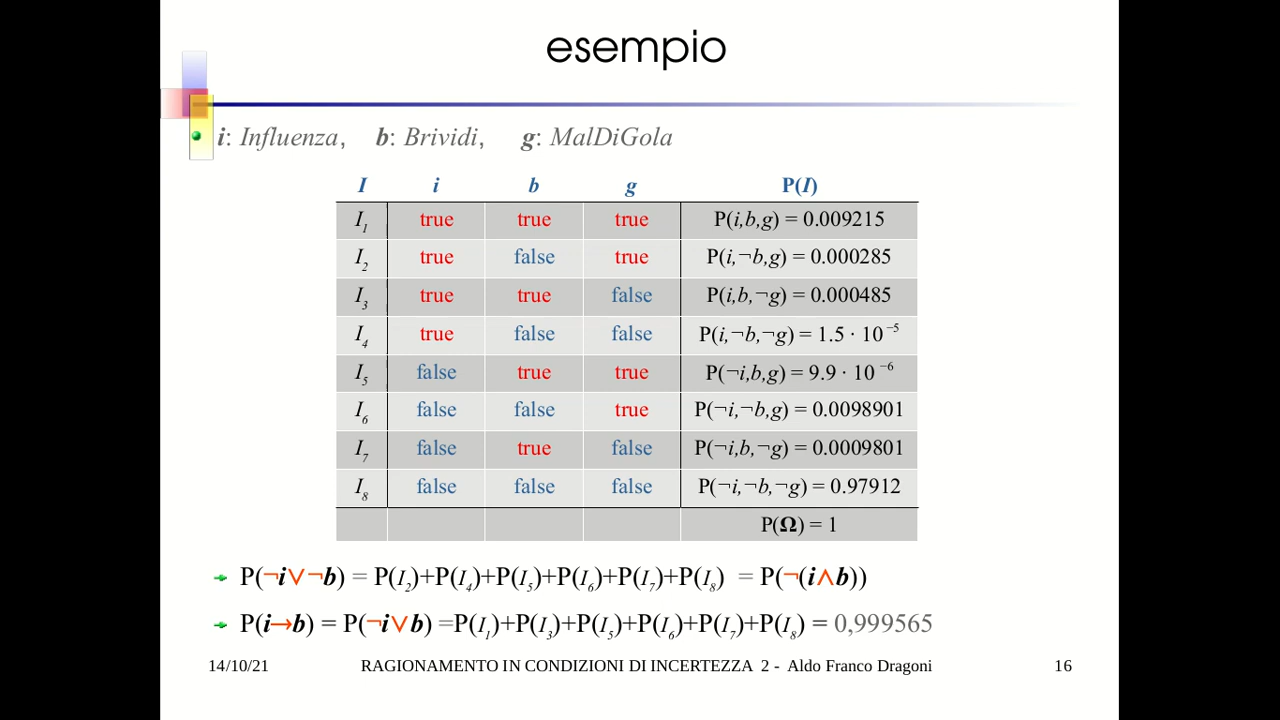 esempio
i: Influenza, b: Brividi, g: MalDiGola
I i b g P(I)
I₁ true true true P(i,b,g) = 0.009215
I₂ true false true P(i,¬b,g) = 0.000285
I₃ true true false P(i,b,¬g) = 0.000485
I₄ true false false P(i,¬b,¬g) = 1.5 · 10⁻⁵
I₅ false true true P(¬i,b,g) = 9.9 · 10⁻⁶
I₆ false false true P(¬i,¬b,g) = 0.0098901
I₇ false true false P(¬i,b,¬g) = 0.0009801
I₈ false false false P(¬i,¬b,¬g) = 0.97912
P(Ω) = 1
P(¬i∨¬b) = P(I₂)+P(I₄)+P(I₅)+P(I₆)+P(I₇)+P(I₈) = P(¬(i∧b))
P(i→b) = P(¬i∨b) =P(I₁)+P(I₃)+P(I₅)+P(I₆)+P(I₇)+P(I₈) = 0,999565
14/10/21 RAGIONAMENTO IN CONDIZIONI DI INCERTEZZA 2 - Aldo Franco Dragoni 16